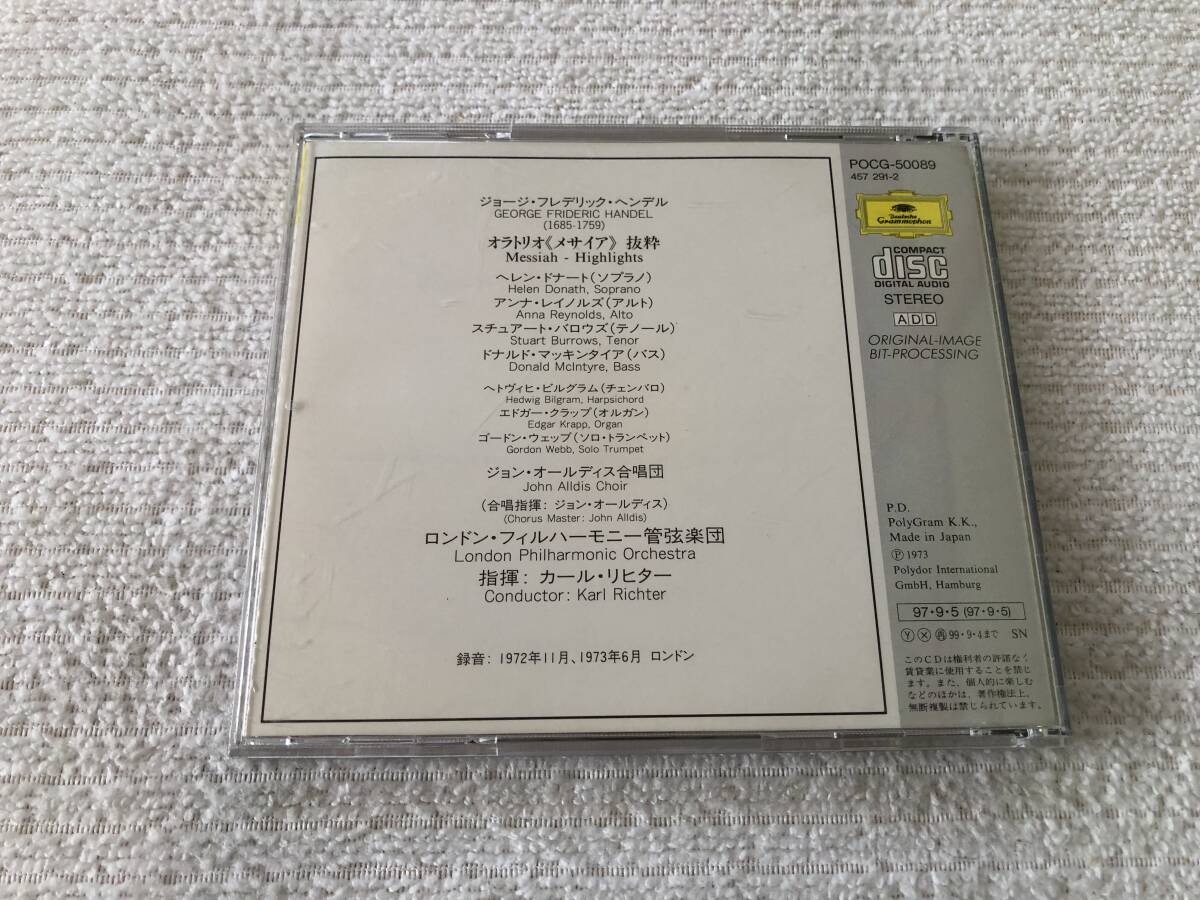 ジョージ・フレデリック・ヘンデル
GEORGE FRIDERIC HANDEL
(1685-1759)
オラトリオ《メサイア》 抜粋
Messiah - Highlights
ヘレン・ドナート(ソプラノ)
Helen Donath, Soprano
アンナ・レイノルズ(アルト)
Anna Reynolds, Alto
スチュアート・バロウズ(テノール)
Stuart Burrows, Tenor
ドナルド・マッキンタイア(バス)
Donald McIntyre, Bass
ヘトヴィヒ・ビルグラム(チェンバロ)
Hedwig Bilgram, Harpsichord
エドガー・クラップ(オルガン)
Edgar Krapp, Organ
ゴードン・ウェッブ(ソロ・トランペット)
Gordon Webb, Solo Trumpet
ジョン・オールディス合唱団
John Alldis Choir
(合唱指揮: ジョン・オールディス)
(Chorus Master: John Alldis)
ロンドン・フィルハーモニー管弦楽団
London Philharmonic Orchestra
指揮: カール・リヒター
Conductor: Karl Richter
録音: 1972年11月、1973年6月 ロンドン
POCG-50089
457 291-2
Deutsche
Grammophon
COMPACT
disc
DIGITAL AUDIO
STEREO
ADD
ORIGINAL-IMAGE
BIT-PROCESSING
P.D.
PolyGram K.K.,
Made in Japan
Ⓟ 1973
Polydor International
GmbH, Hamburg
97・9・5 (97・9・5)
Ⓨ Ⓧ ㊞99・9・4まで SN
このCDは権利者の許諾なく
賃貸業に使用することを禁じ
ます。また、個人的に楽しむ
などのほかは、著作権法上、
無断複製は禁じられています。